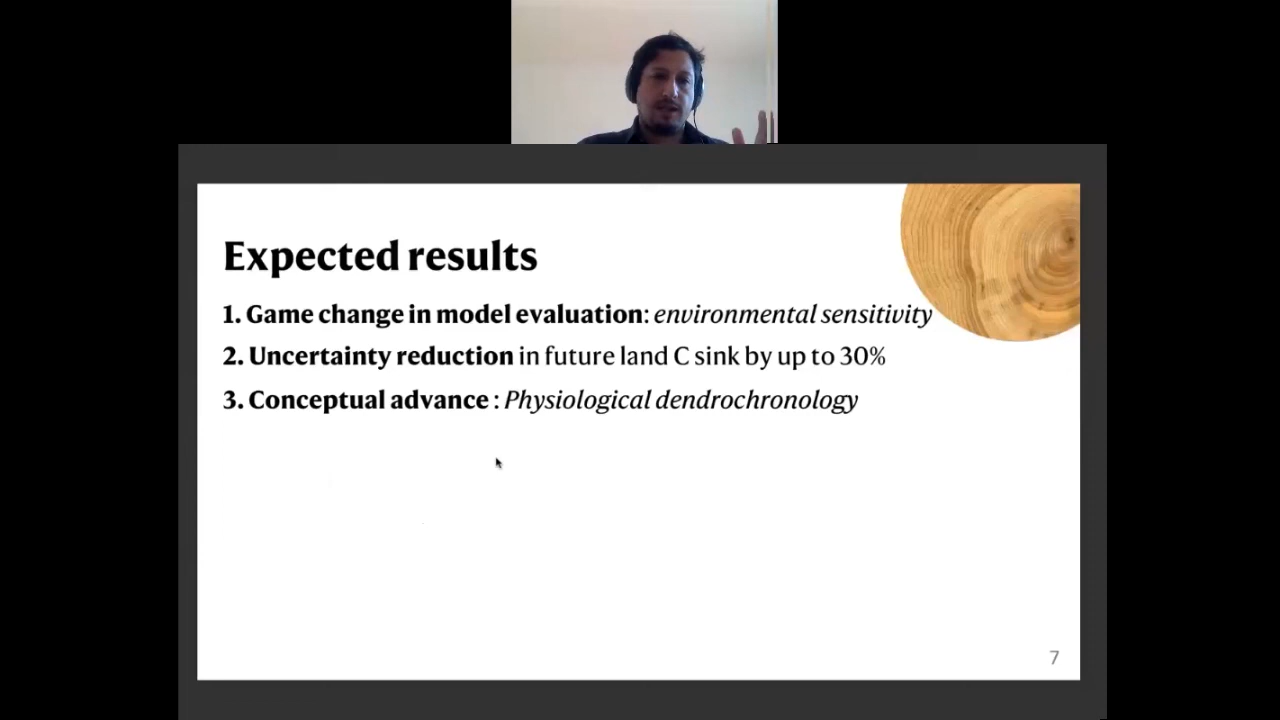 Expected results
1. Game change in model evaluation: environmental sensitivity
2. Uncertainty reduction in future land C sink by up to 30%
3. Conceptual advance : Physiological dendrochronology
7